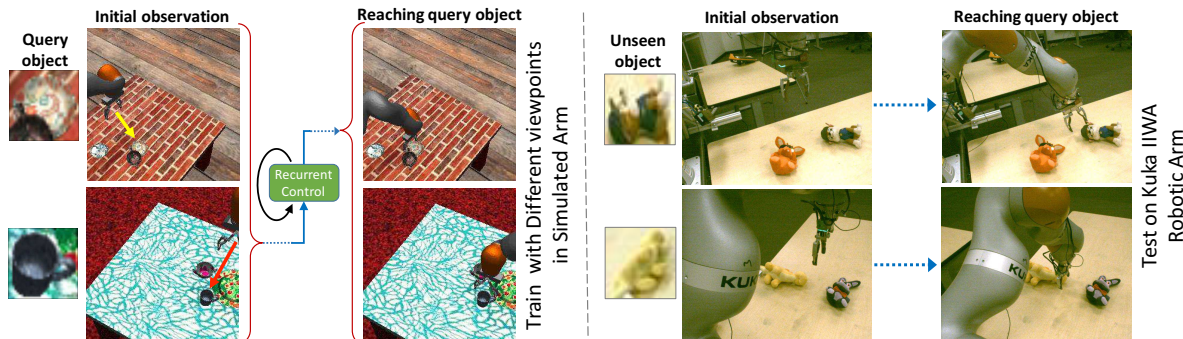 Initial observation
Reaching query object
Query
object
Recurrent
Control
Train with Different viewpoints
in Simulated Arm
Unseen
object
Initial observation
Reaching query object
KUK
KUK
Test on Kuka IIWA
Robotic Arm